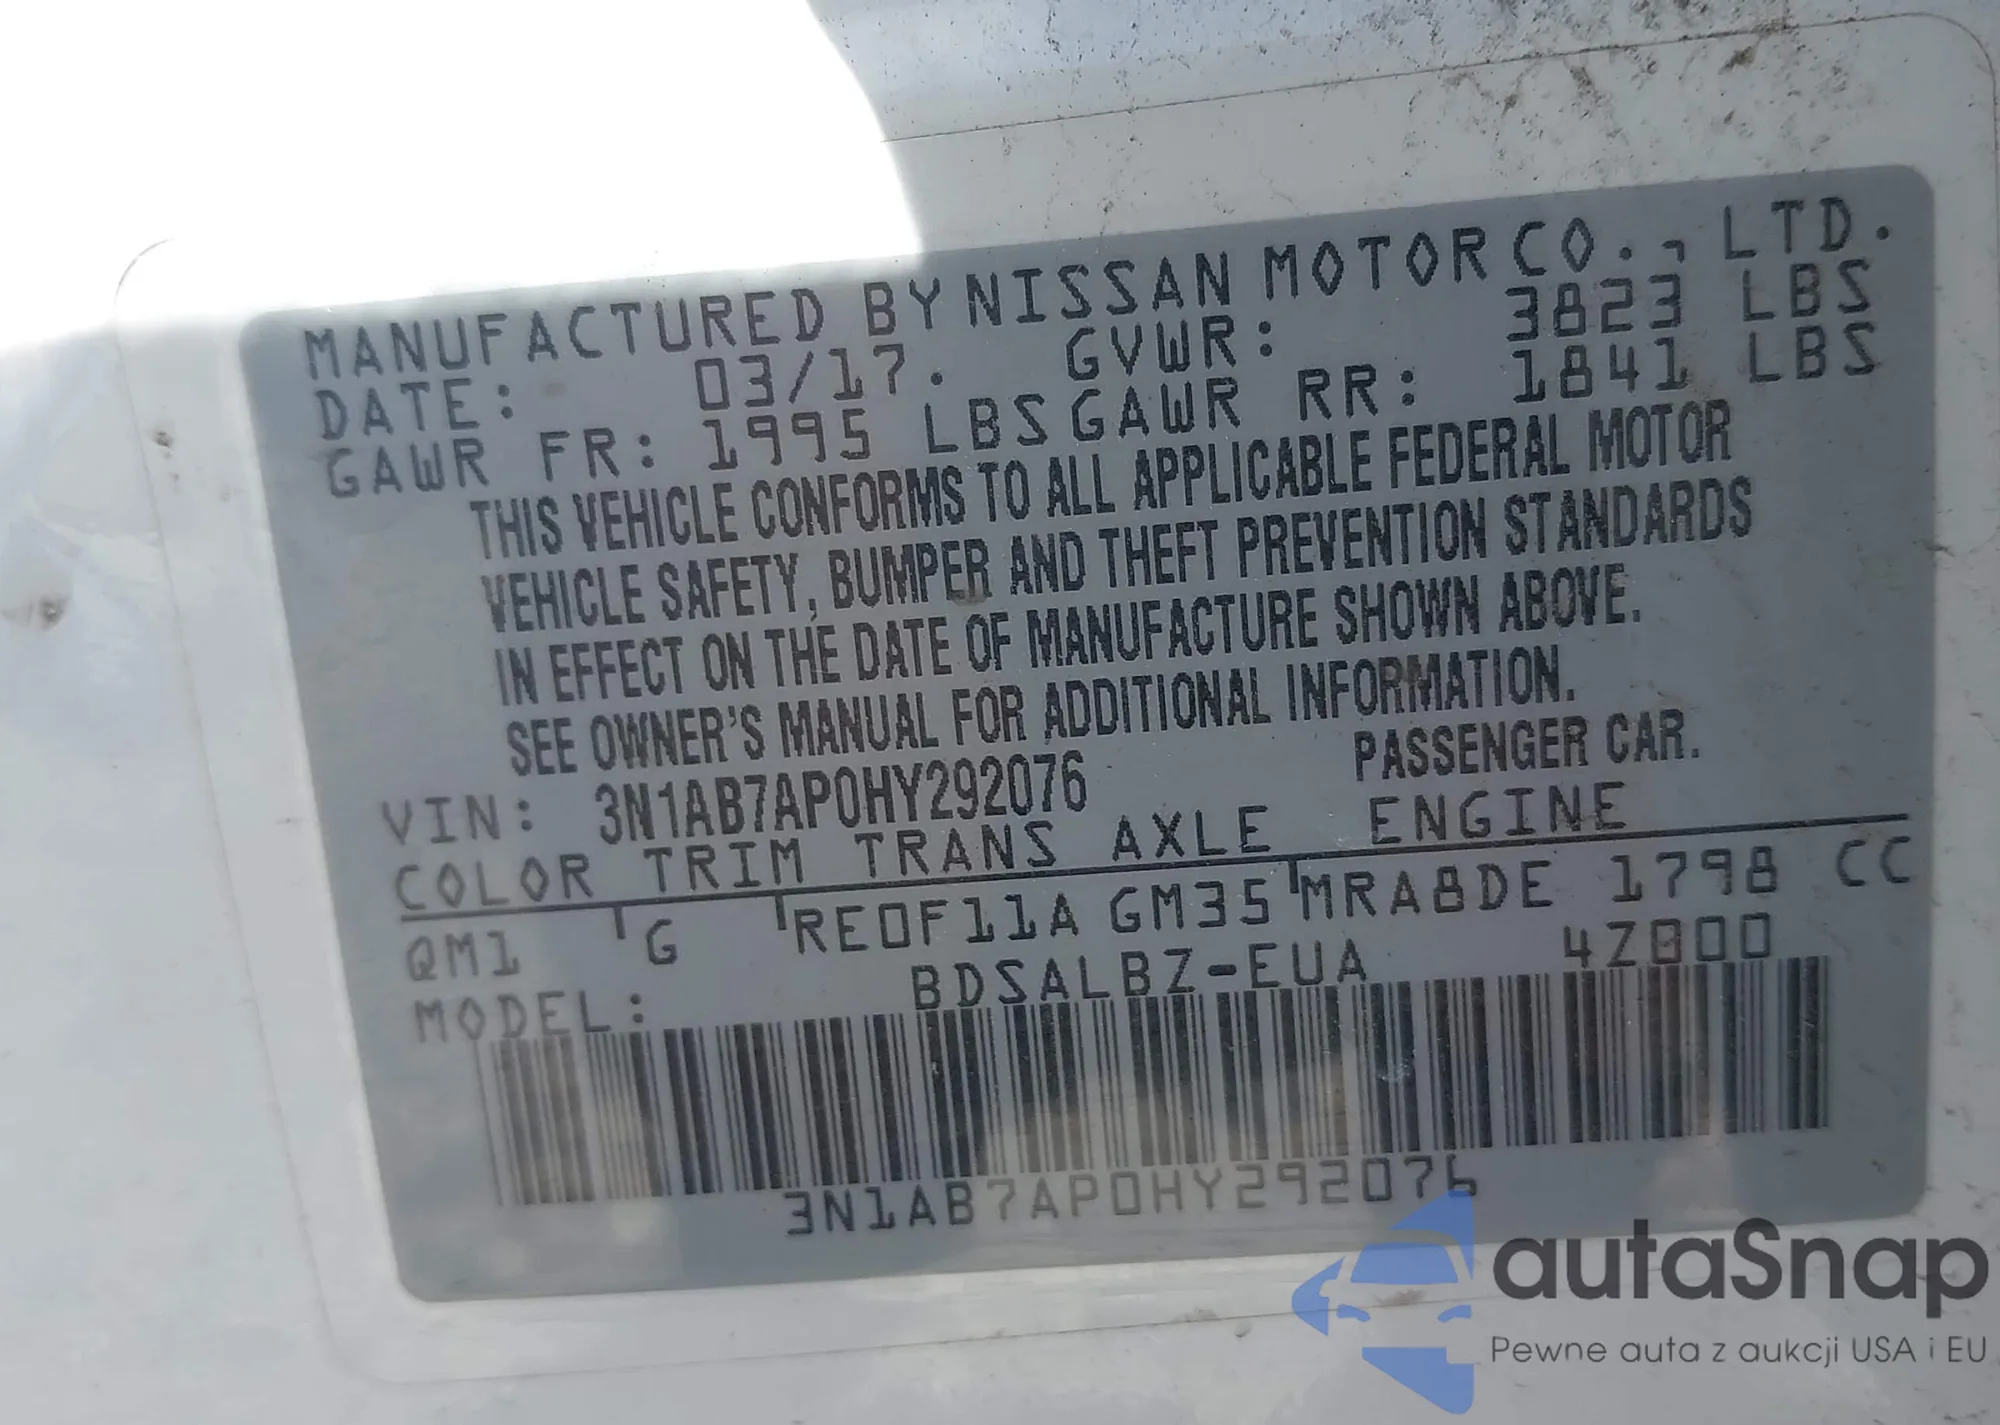 MANUFACTURED BY NISSAN MOTOR CO., LTD.
DATE: 03/17. GVWR: 3823 LBS
GAWR FR: 1995 LBS GAWR RR: 1841 LBS
THIS VEHICLE CONFORMS TO ALL APPLICABLE FEDERAL MOTOR
VEHICLE SAFETY, BUMPER AND THEFT PREVENTION STANDARDS
IN EFFECT ON THE DATE OF MANUFACTURE SHOWN ABOVE.
SEE OWNER'S MANUAL FOR ADDITIONAL INFORMATION.
VIN: 3N1AB7AP0HY292076 PASSENGER CAR.
COLOR TRIM TRANS AXLE ENGINE
QM1 G RE0F11A GM35 MRA8DE 1798 CC
MODEL: BDSALBZ-EUA 4Z800
3N1AB7AP0HY292076
autaSnap
Pewne auta z aukcji USA i EU